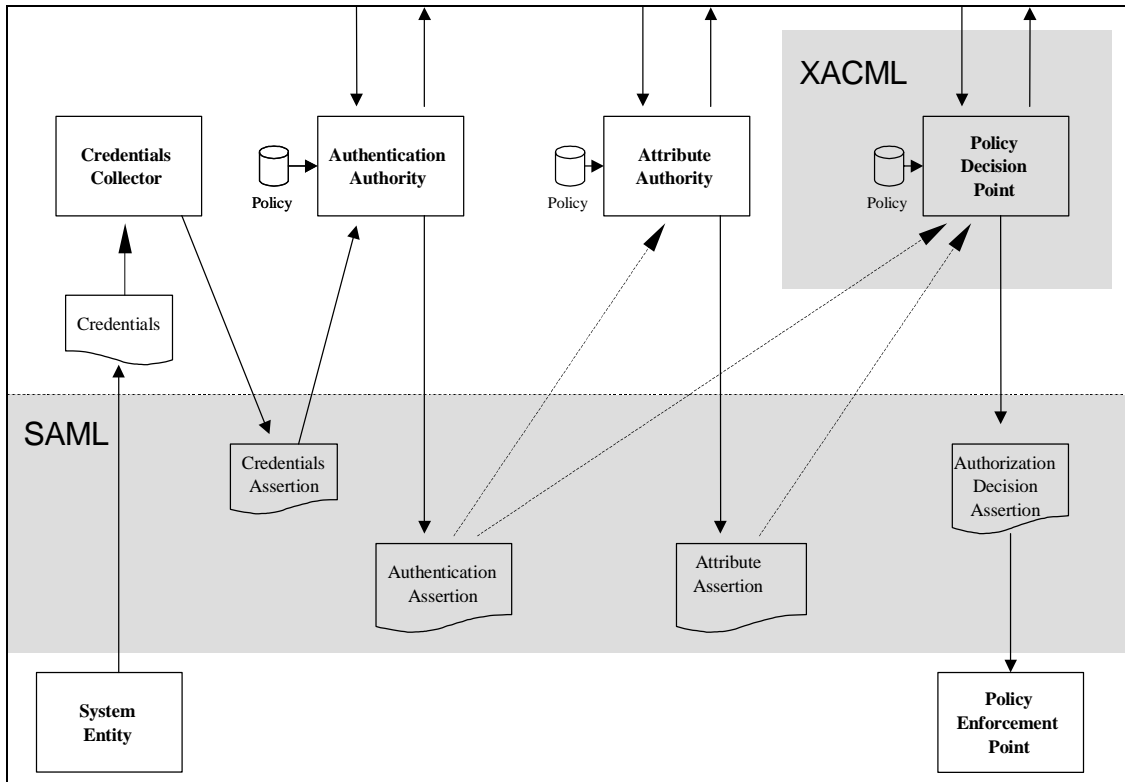 XACML
Credentials
Collector
Authentication
Authority
Attribute
Authority
Policy
Decision
Point
Policy
Policy
Policy
Credentials
SAML
Credentials
Assertion
Authorization
Decision
Assertion
Authentication
Assertion
Attribute
Assertion
System
Entity
Policy
Enforcement
Point